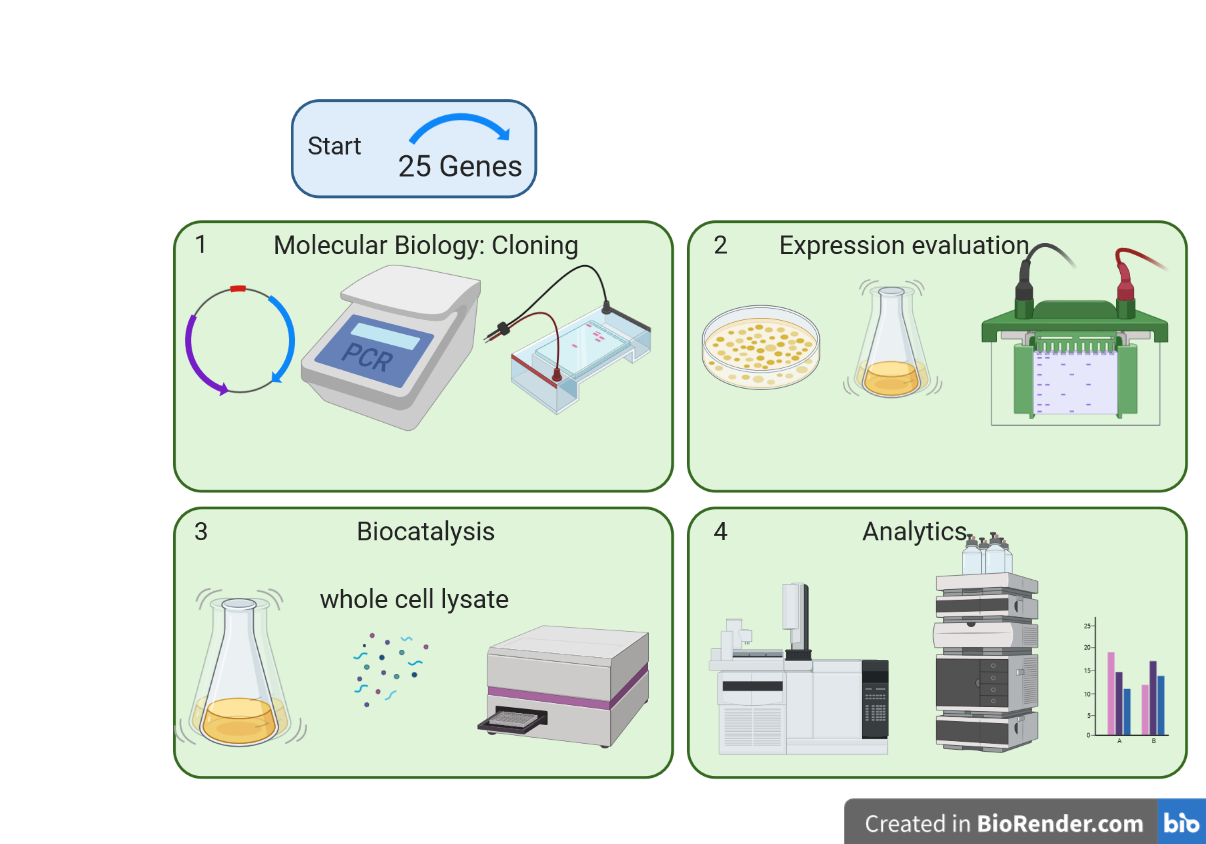 Start
25 Genes
1
Molecular Biology: Cloning
PCR
2
Expression evaluation
3
Biocatalysis
whole cell lysate
4
Analytics
25
20
15
10
5
0
A
B
Created in BioRender.com bio